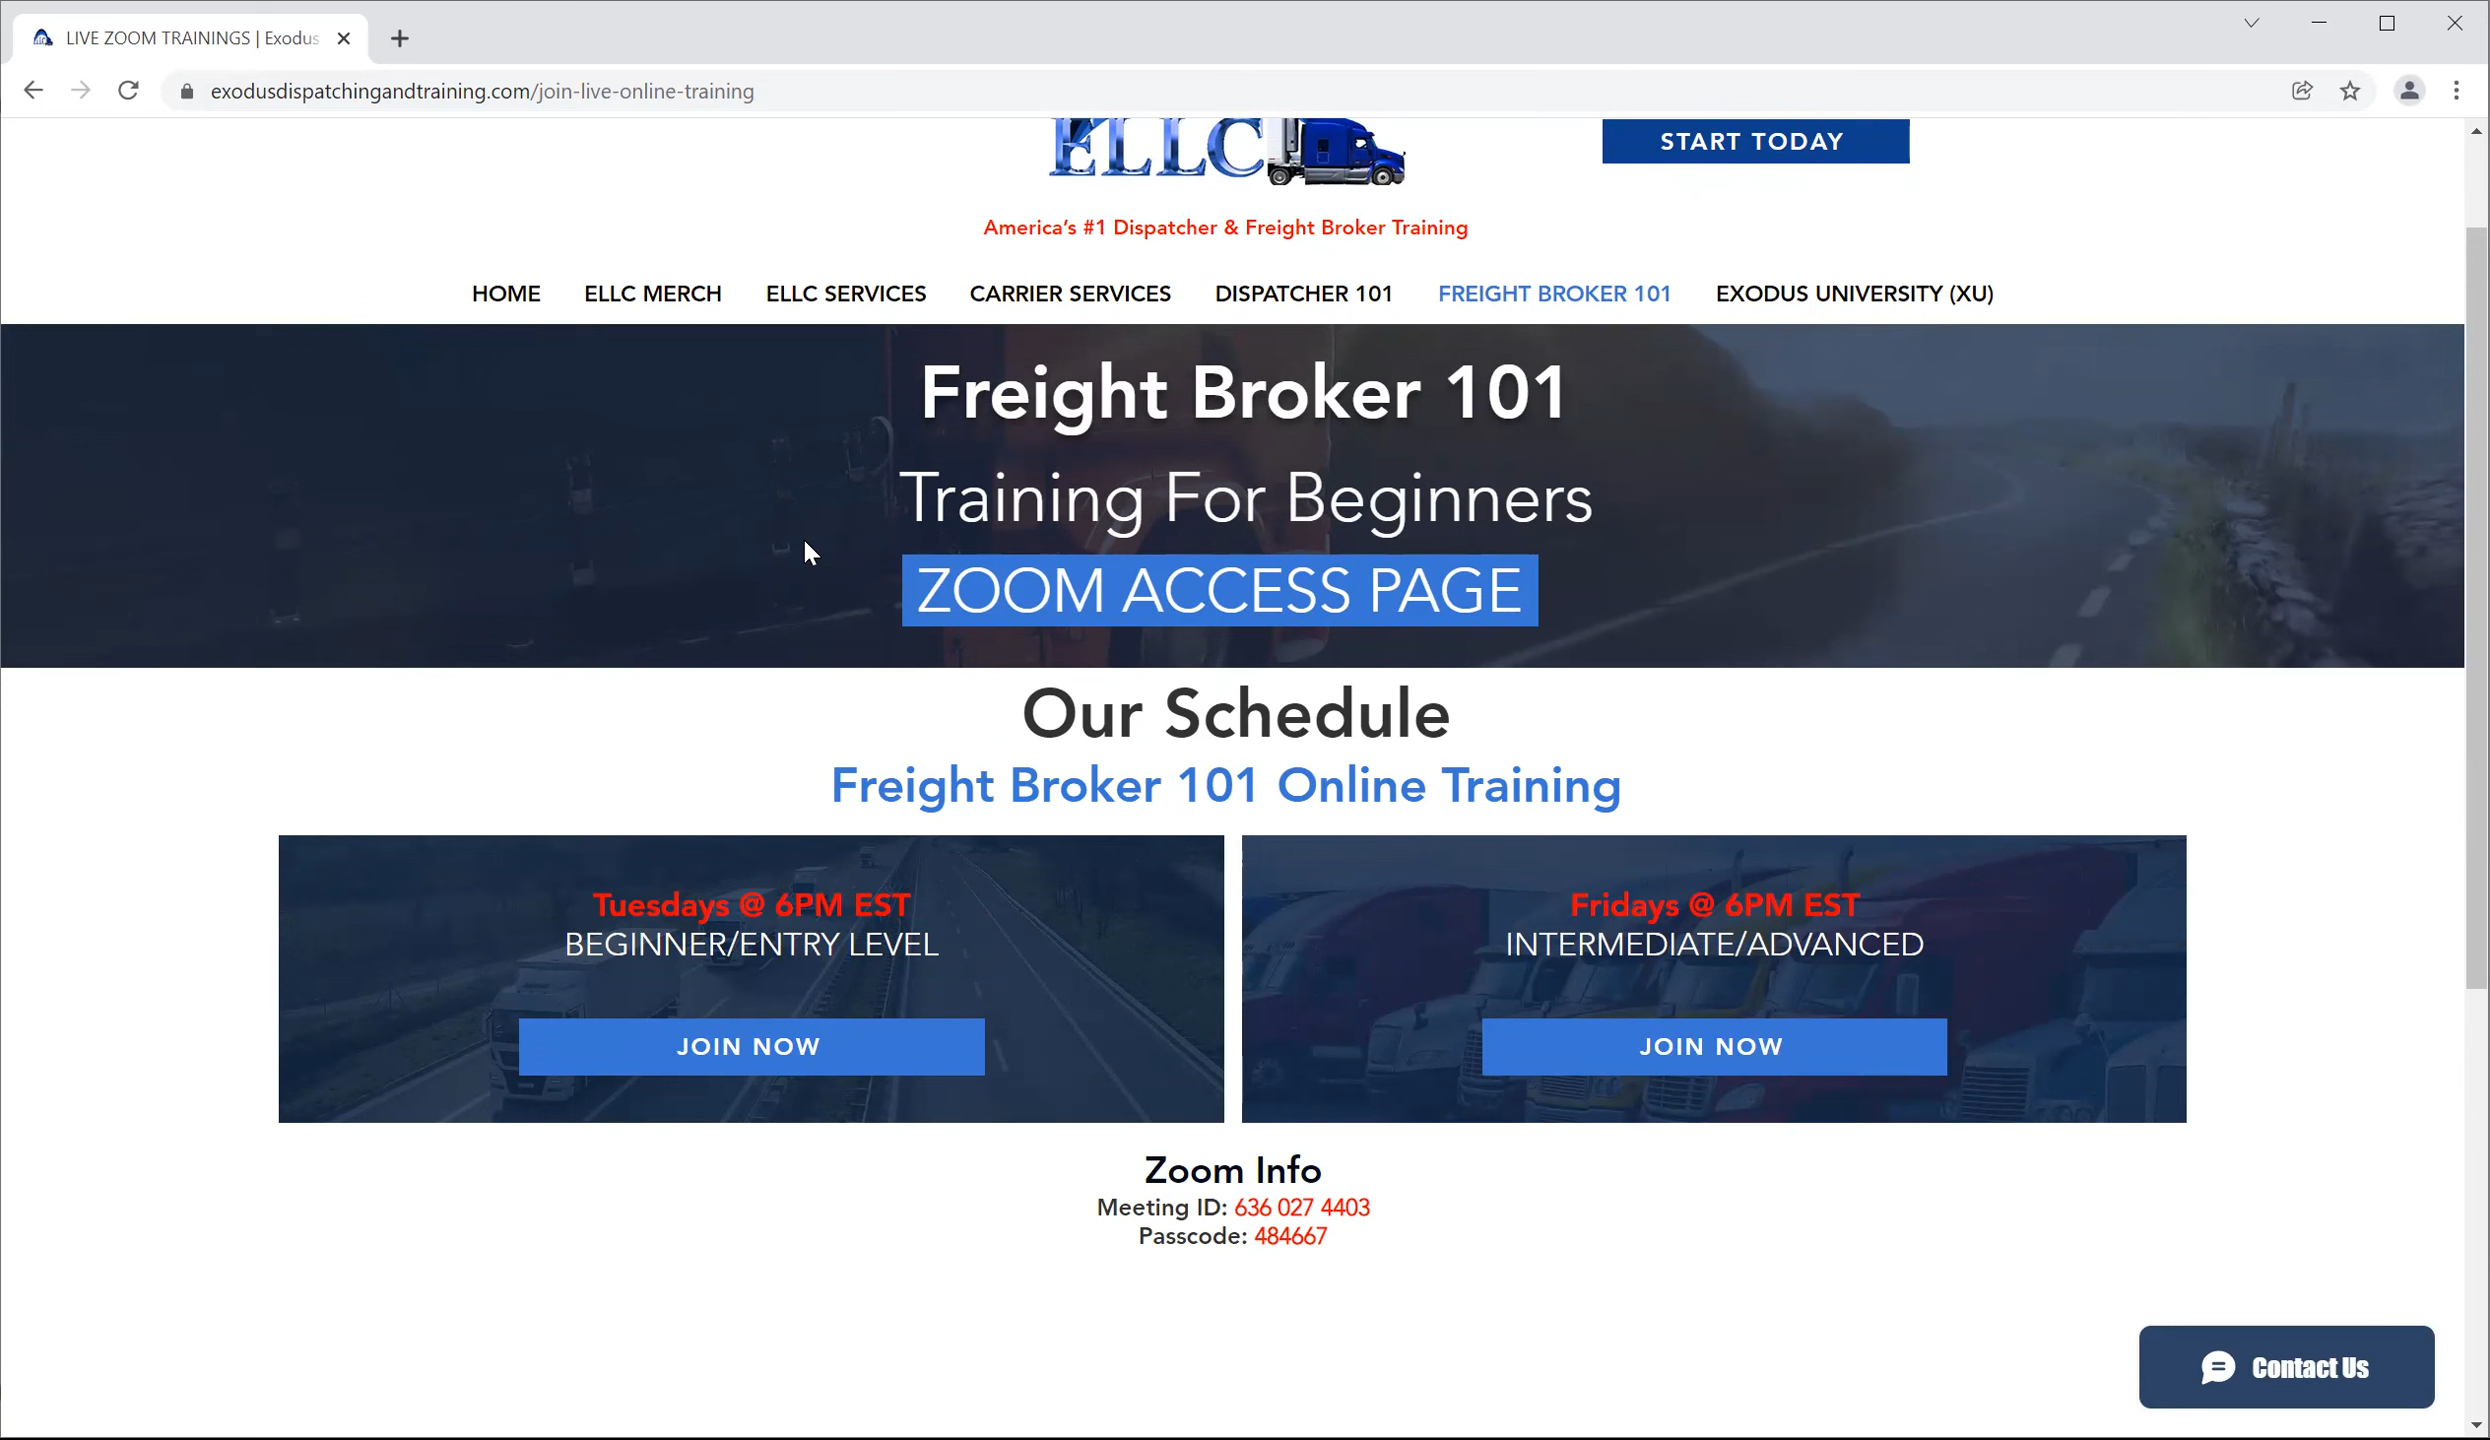 LIVE ZOOM TRAININGS | Exodus
exodusdispatchingandtraining.com/join-live-online-training
ELLC
START TODAY
America's #1 Dispatcher & Freight Broker Training
HOME ELLC MERCH ELLC SERVICES CARRIER SERVICES DISPATCHER 101 FREIGHT BROKER 101 EXODUS UNIVERSITY (XU)
Freight Broker 101
Training For Beginners
ZOOM ACCESS PAGE
Our Schedule
Freight Broker 101 Online Training
Tuesdays @ 6PM EST
BEGINNER/ENTRY LEVEL
JOIN NOW
Fridays @ 6PM EST
INTERMEDIATE/ADVANCED
JOIN NOW
Zoom Info
Meeting ID: 636 027 4403
Passcode: 484667
Contact Us